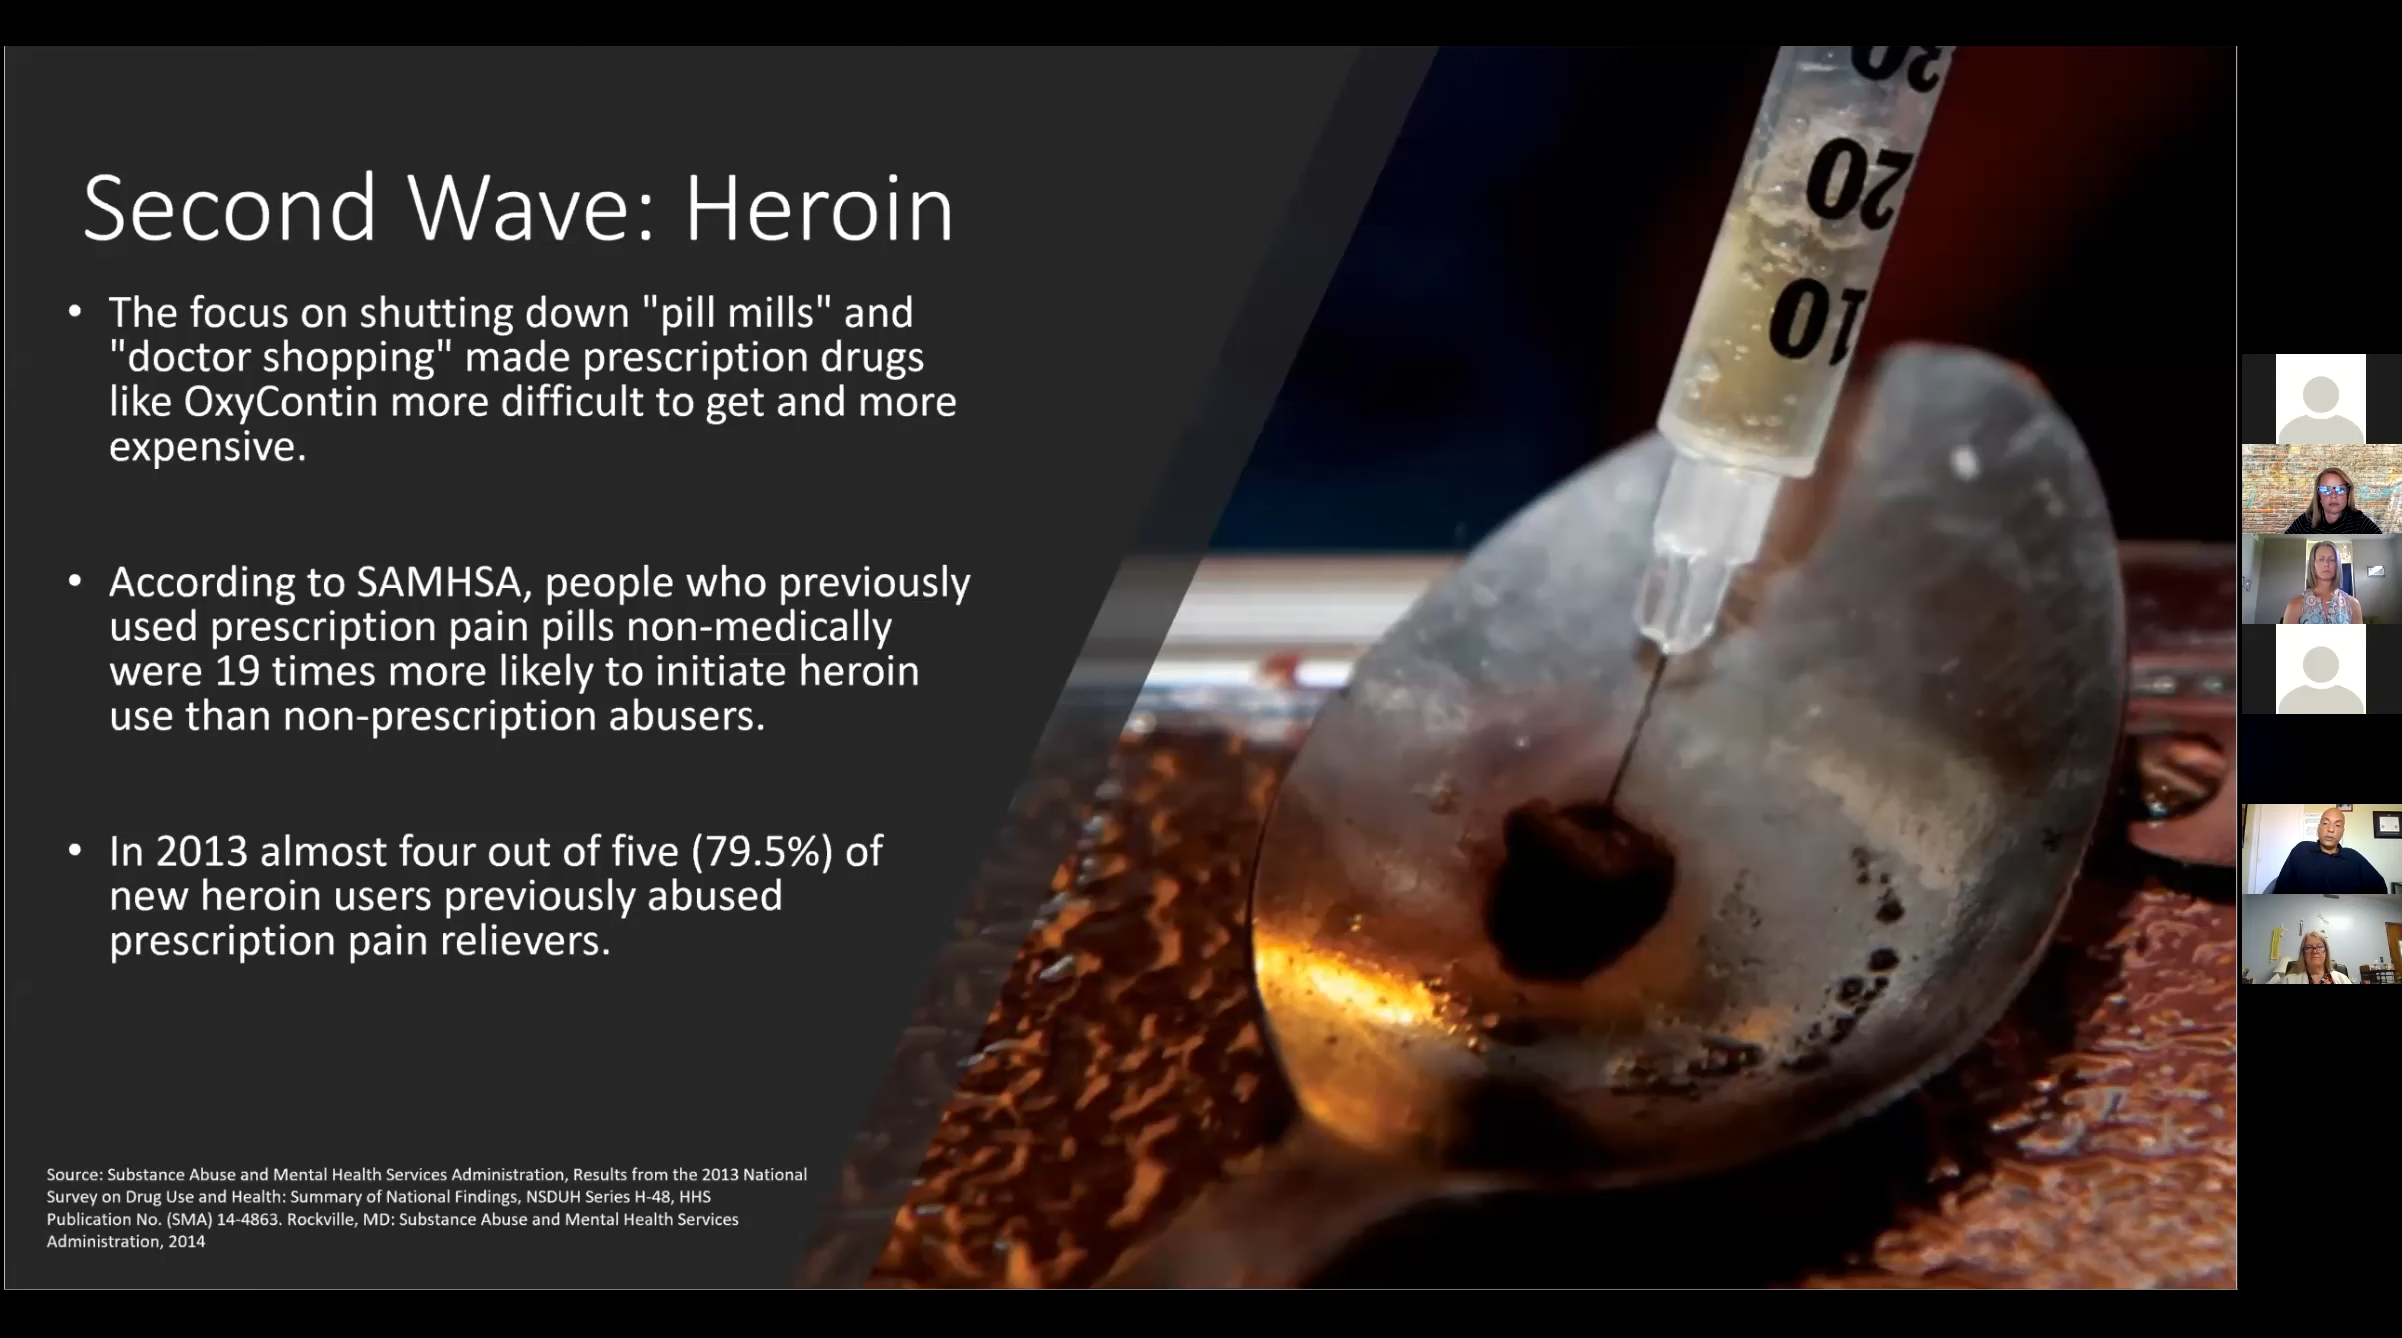 Second Wave: Heroin
• The focus on shutting down "pill mills" and
"doctor shopping" made prescription drugs
like OxyContin more difficult to get and more
expensive.
• According to SAMHSA, people who previously
used prescription pain pills non-medically
were 19 times more likely to initiate heroin
use than non-prescription abusers.
• In 2013 almost four out of five (79.5%) of
new heroin users previously abused
prescription pain relievers.
Source: Substance Abuse and Mental Health Services Administration, Results from the 2013 National
Survey on Drug Use and Health: Summary of National Findings, NSDUH Series H-48, HHS
Publication No. (SMA) 14-4863. Rockville, MD: Substance Abuse and Mental Health Services
Administration, 2014
30
20
10